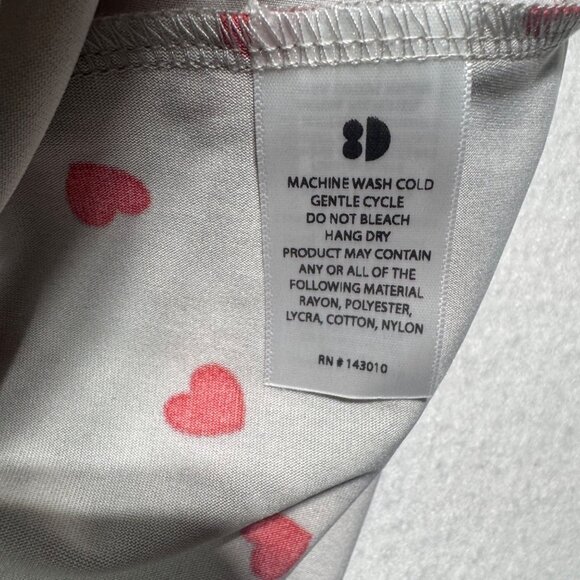 8D
MACHINE WASH COLD
GENTLE CYCLE
DO NOT BLEACH
HANG DRY
PRODUCT MAY CONTAIN
ANY OR ALL OF THE
FOLLOWING MATERIAL
RAYON, POLYESTER,
LYCRA, COTTON, NYLON
RN # 143010